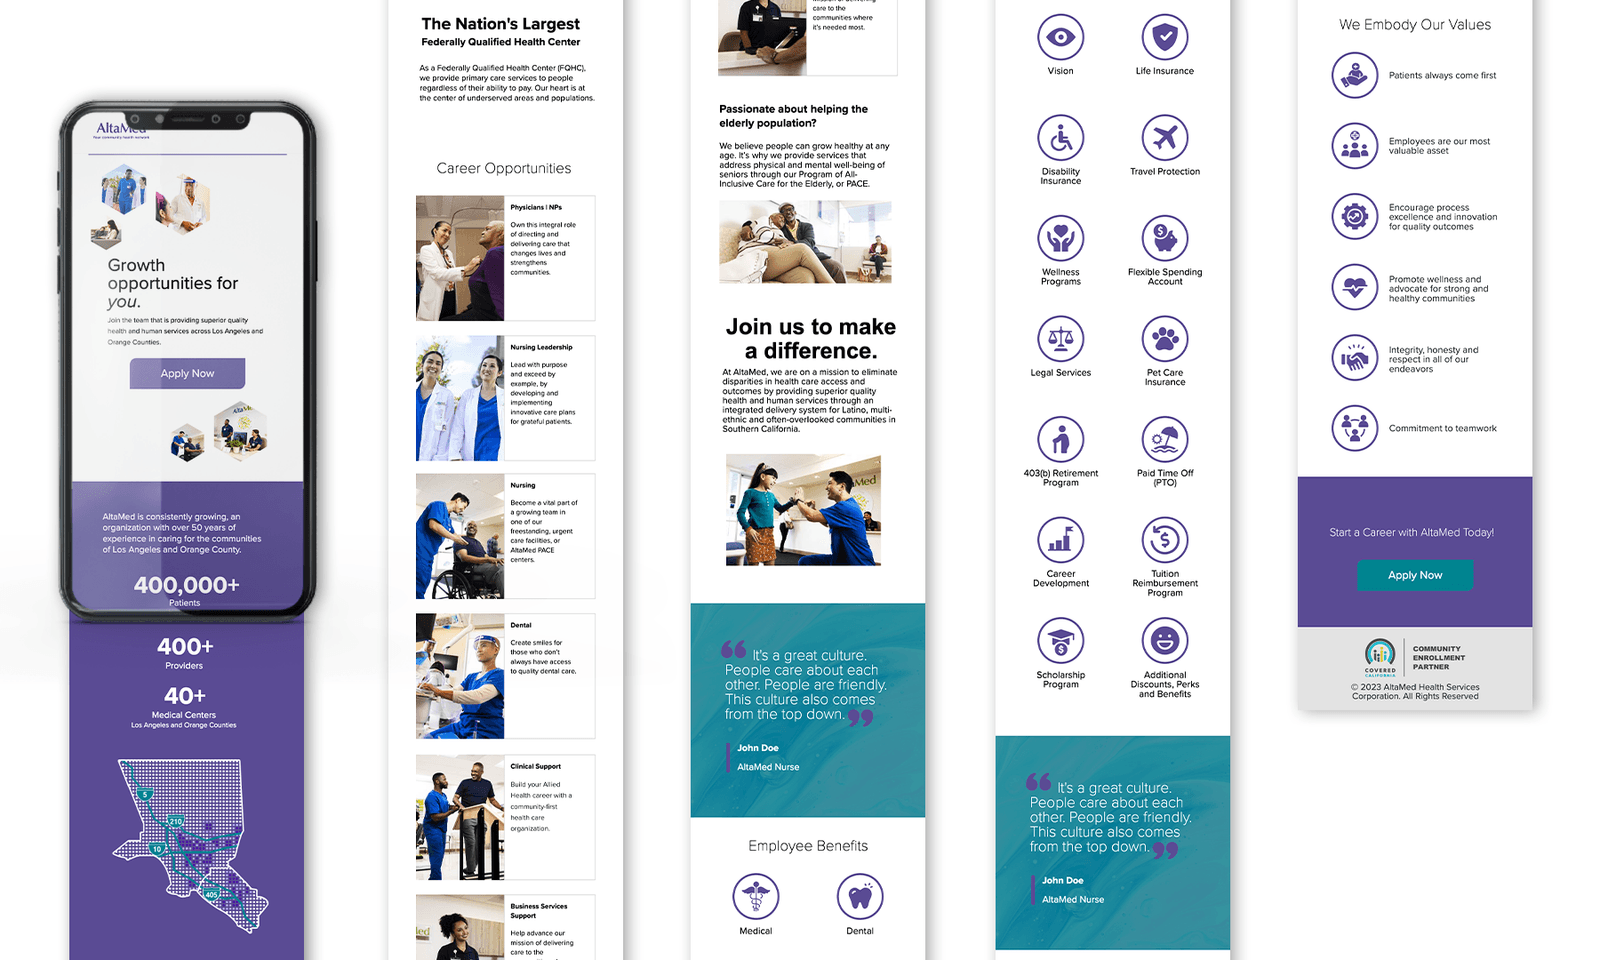 AltaMed
Your community health network
Growth
opportunities for
you.
Join the team that is providing superior quality
health and human services across Los Angeles and
Orange Counties.
Apply Now
AltaMed is consistently growing, an
organization with over 50 years of
experience in caring for the communities
of Los Angeles and Orange County.
400,000+
Patients
400+
Providers
40+
Medical Centers
Los Angeles and Orange Counties
5
210
10
405
The Nation's Largest
Federally Qualified Health Center
As a Federally Qualified Health Center (FQHC),
we provide primary care services to people
regardless of their ability to pay. Our heart is at
the center of underserved areas and populations.
Career Opportunities
Physicians | NPs
Own this integral role
of directing and
delivering care that
changes lives and
strengthens
communities.
Nursing Leadership
Lead with purpose
and exceed by
example, by
developing and
implementing
innovative care plans
for grateful patients.
Nursing
Become a vital part of
a growing team in
one of our
freestanding, urgent
care facilities, or
AltaMed PACE
centers.
Dental
Create smiles for
those who don't
always have access
to quality dental care.
Clinical Support
Build your Allied
Health career with a
community-first
health care
organization.
Business Services
Support
Help advance our
mission of delivering
care to the
mission of delivering
care to the
communities where
it's needed most.
Passionate about helping the
elderly population?
We believe people can grow healthy at any
age. It's why we provide services that
address physical and mental well-being of
seniors through our Program of All-
Inclusive Care for the Elderly, or PACE.
Join us to make
a difference.
At AltaMed, we are on a mission to eliminate
disparities in health care access and
outcomes by providing superior quality
health and human services through an
integrated delivery system for Latino, multi-
ethnic and often-overlooked communities in
Southern California.
“ It's a great culture.
People care about each
other. People are friendly.
This culture also comes
from the top down. ”
John Doe
AltaMed Nurse
Employee Benefits
Medical
Dental
Vision
Life Insurance
Disability
Insurance
Travel Protection
Wellness
Programs
Flexible Spending
Account
Legal Services
Pet Care
Insurance
403(b) Retirement
Program
Paid Time Off
(PTO)
Career
Development
Tuition
Reimbursement
Program
Scholarship
Program
Additional
Discounts, Perks
and Benefits
“ It's a great culture.
People care about each
other. People are friendly.
This culture also comes
from the top down. ”
John Doe
AltaMed Nurse
We Embody Our Values
Patients always come first
Employees are our most
valuable asset
Encourage process
excellence and innovation
for quality outcomes
Promote wellness and
advocate for strong and
healthy communities
Integrity, honesty and
respect in all of our
endeavors
Commitment to teamwork
Start a Career with AltaMed Today!
Apply Now
COVERED
CALIFORNIA
COMMUNITY
ENROLLMENT
PARTNER
© 2023 AltaMed Health Services
Corporation. All Rights Reserved